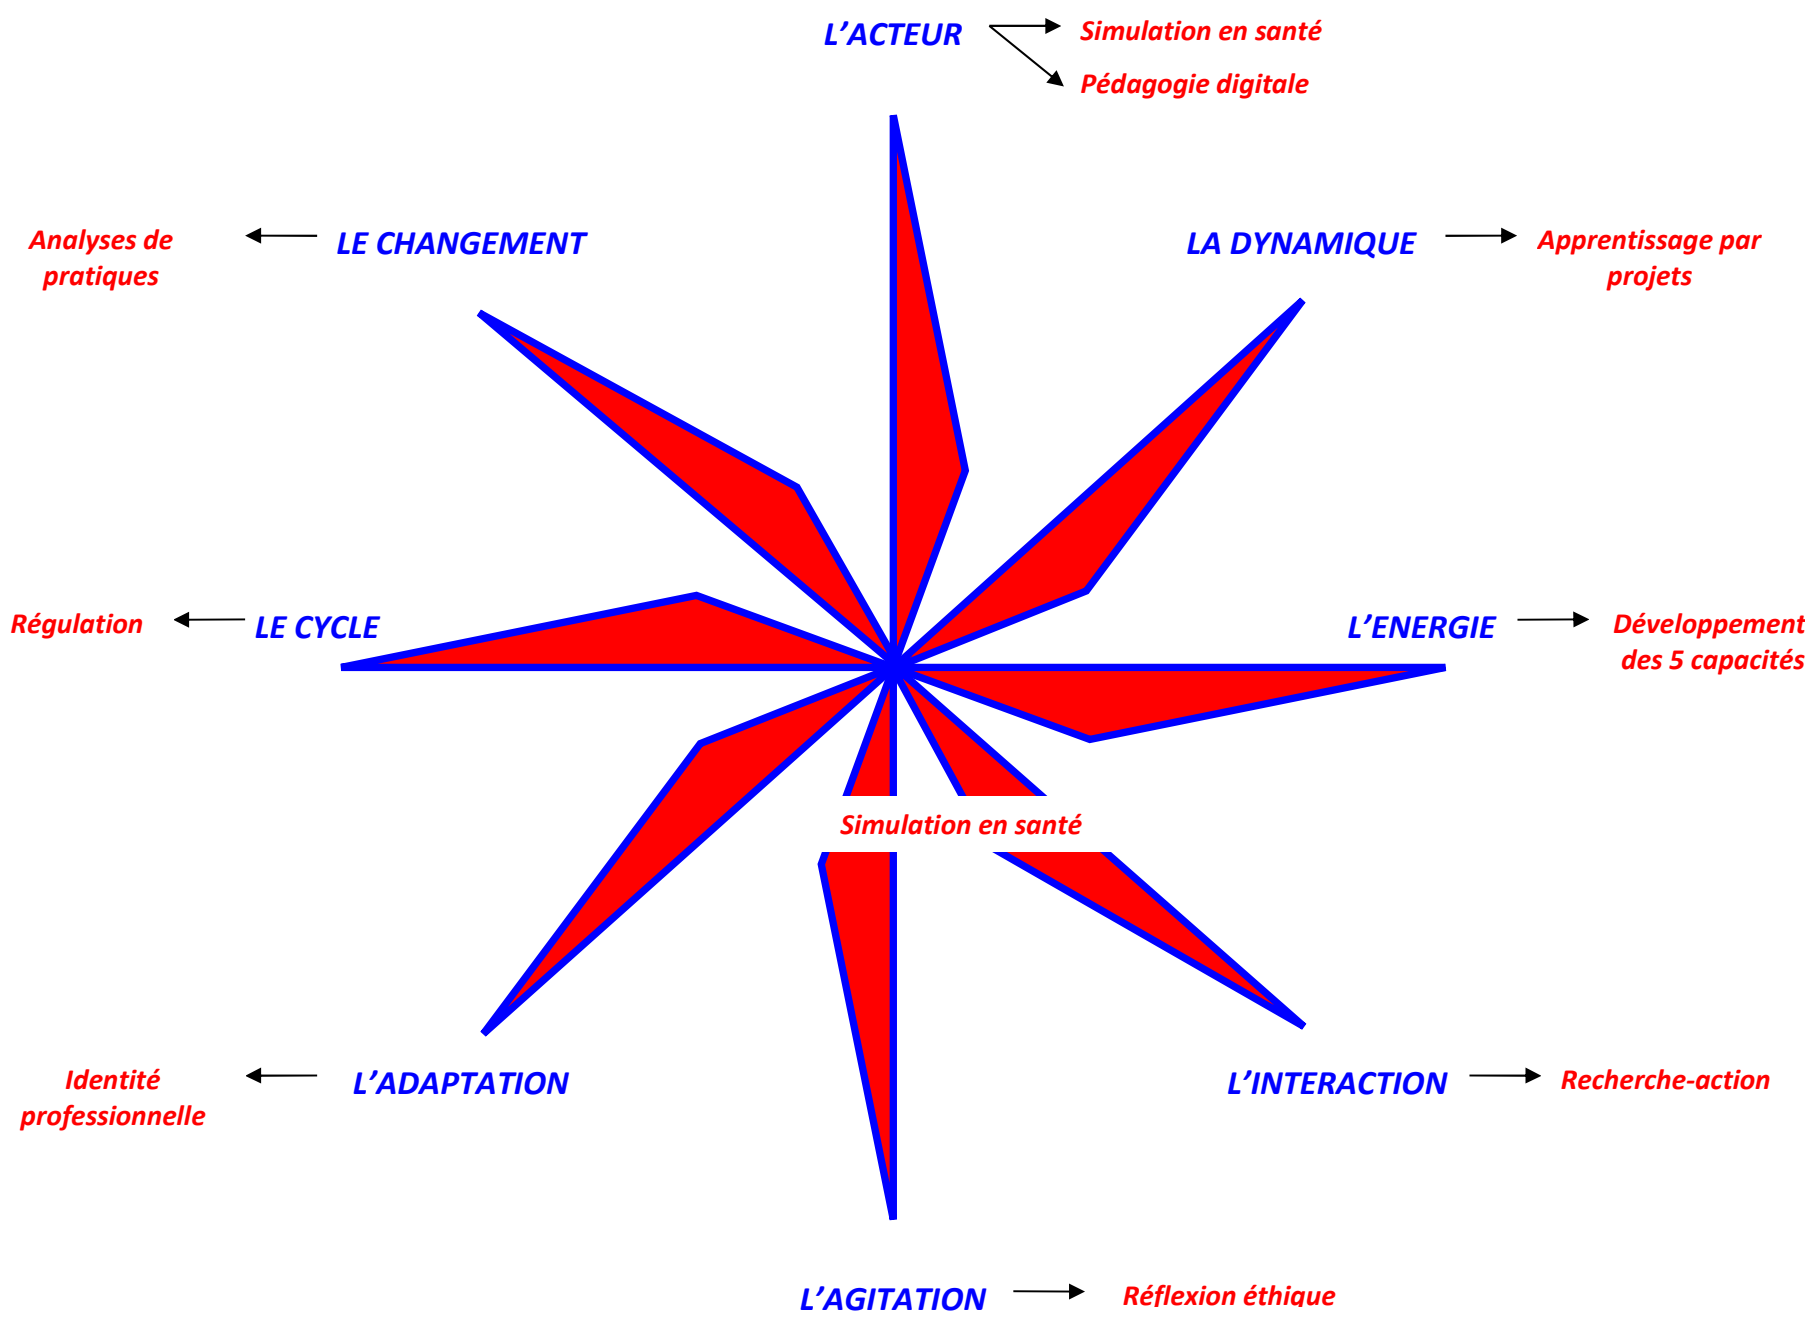 L’ACTEUR
Simulation en santé
Pédagogie digitale
Analyses de
pratiques
LE CHANGEMENT
LA DYNAMIQUE
Apprentissage par
projets
Régulation
LE CYCLE
L’ENERGIE
Développement
des 5 capacités
Simulation en santé
Identité
professionnelle
L’ADAPTATION
L’INTERACTION
Recherche-action
L’AGITATION
Réflexion éthique